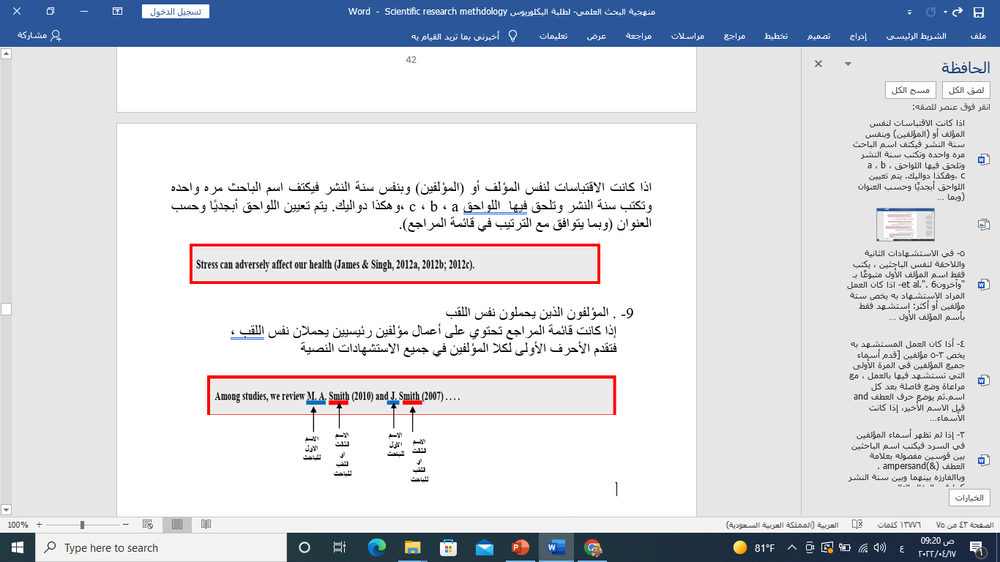 تسجيل الدخول
منهجية البحث العلمي- لطلبة البكلوريوس Scientific research methdology - Word
ملف
الشريط الرئيسي
إدراج
تصميم
تخطيط
مراجع
مراسلات
مراجعة
عرض
تعليمات
أخبرني بما تريد القيام به
مشاركة
الحافظة
لصق الكل
مسح الكل
انقر فوق عنصر للصقه:
اذا كانت الاقتباسات لنفس
المؤلف أو (المؤلفين) وبنفس
سنة النشر فيكتف اسم الباحث
مره واحده وتكتب سنة النشر
وتلحق فيها اللواحق a ، b ،
c ،وهكذا دواليك. يتم تعيين
اللواحق أبجديًا وحسب العنوان
(وبما ...
٥- في الاستشهادات الثانية
واللاحقة لنفس الباحثين ، يكتب
فقط اسم المؤلف الأول متبوعًا بـ
"وآخرون6 .".et al- اذا كان العمل
المراد الاستشهاد به يخص ستة
مؤلفين أو أكثر: استشهد فقط
بأسم المؤلف الأول ...
٤- أذا كان العمل المستشهد به
يخص ٣-٥ مؤلفين [قدم أسماء
جميع المؤلفين في المرة الأولى
التي تستشهد فيها بالعمل ، مع
مراعاة وضع فاصلة بعد كل
اسم.ثم يوضع حرف العطف and
قبل الاسم الأخير، إذا كانت
الأسماء...
٣- إذا لم تظهر أسماء المؤلفين
في السرد فيكتب اسم الباحثين
بين قوسين مفصوله بعلامة
العطف (&)ampersand .
وباالفارزه بينهما وبين سنة النشر
الخيارات
42
اذا كانت الاقتباسات لنفس المؤلف أو (المؤلفين) وبنفس سنة النشر فيكتف اسم الباحث مره واحده
وتكتب سنة النشر وتلحق فيها اللواحق c ، b ، a ،وهكذا دواليك. يتم تعيين اللواحق أبجديًا وحسب
العنوان (وبما يتوافق مع الترتيب في قائمة المراجع).
Stress can adversely affect our health (James & Singh, 2012a, 2012b; 2012c).
9- . المؤلفون الذين يحملون نفس اللقب
إذا كانت قائمة المراجع تحتوي على أعمال مؤلفين رئيسيين يحملان نفس اللقب ،
فتقدم الأحرف الأولى لكلا المؤلفين في جميع الاستشهادات النصية
Among studies, we review M. A. Smith (2010) and J. Smith (2007) . . . .
الاسم
الاول
للباحث
الاسم
الثالث
او
اللقب
للباحث
الاسم
الاول
للباحث
الاسم
الثالث
او
اللقب
للباحث
الصفحة ٤٣ من ٧٥
١٣٧٧٦ كلمات
العربية (المملكة العربية السعودية)
100%
Type here to search
81°F
ع
09:20 ص
٢٠٢٢/٠٤/١٧
1